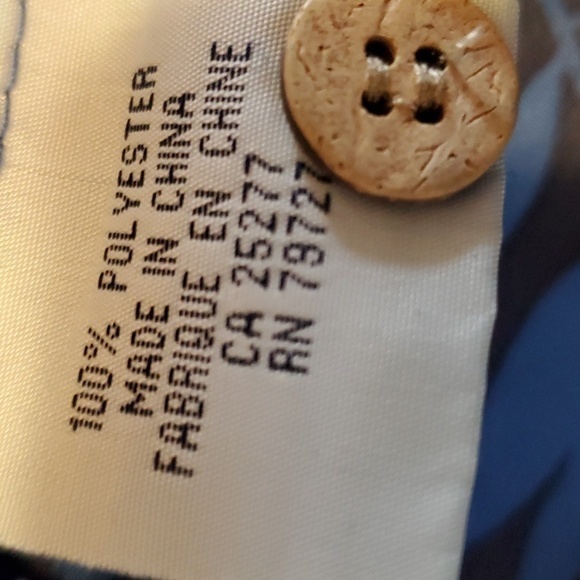 100% POLYESTER
MADE IN CHINA
FABRIQUE EN CHINE
CA 25277
RN 79727